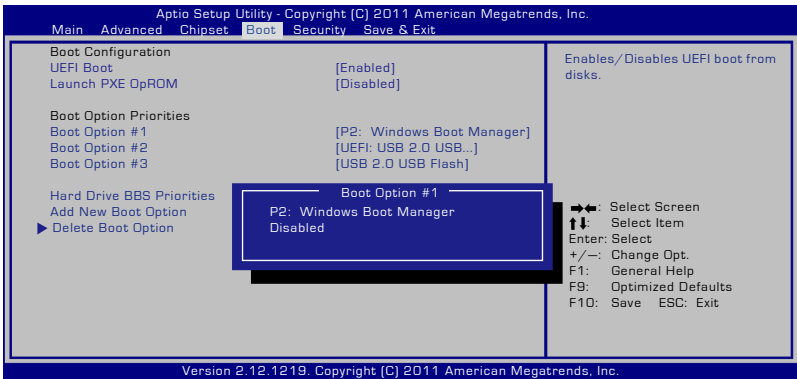 Aptio Setup Utility - Copyright (C) 2011 American Megatrends, Inc.
Main Advanced Chipset Boot Security Save & Exit
Boot Configuration
UEFI Boot [Enabled]
Launch PXE OpROM [Disabled]
Boot Option Priorities
Boot Option #1 [P2: Windows Boot Manager]
Boot Option #2 [UEFI: USB 2.0 USB...]
Boot Option #3 [USB 2.0 USB Flash]
Hard Drive BBS Priorities
Add New Boot Option
Delete Boot Option
Boot Option #1
P2: Windows Boot Manager
Disabled
Enables/Disables UEFI boot from
disks.
→←: Select Screen
↑↓: Select Item
Enter: Select
+/—: Change Opt.
F1: General Help
F9: Optimized Defaults
F10: Save ESC: Exit
Version 2.12.1219. Copyright (C) 2011 American Megatrends, Inc.